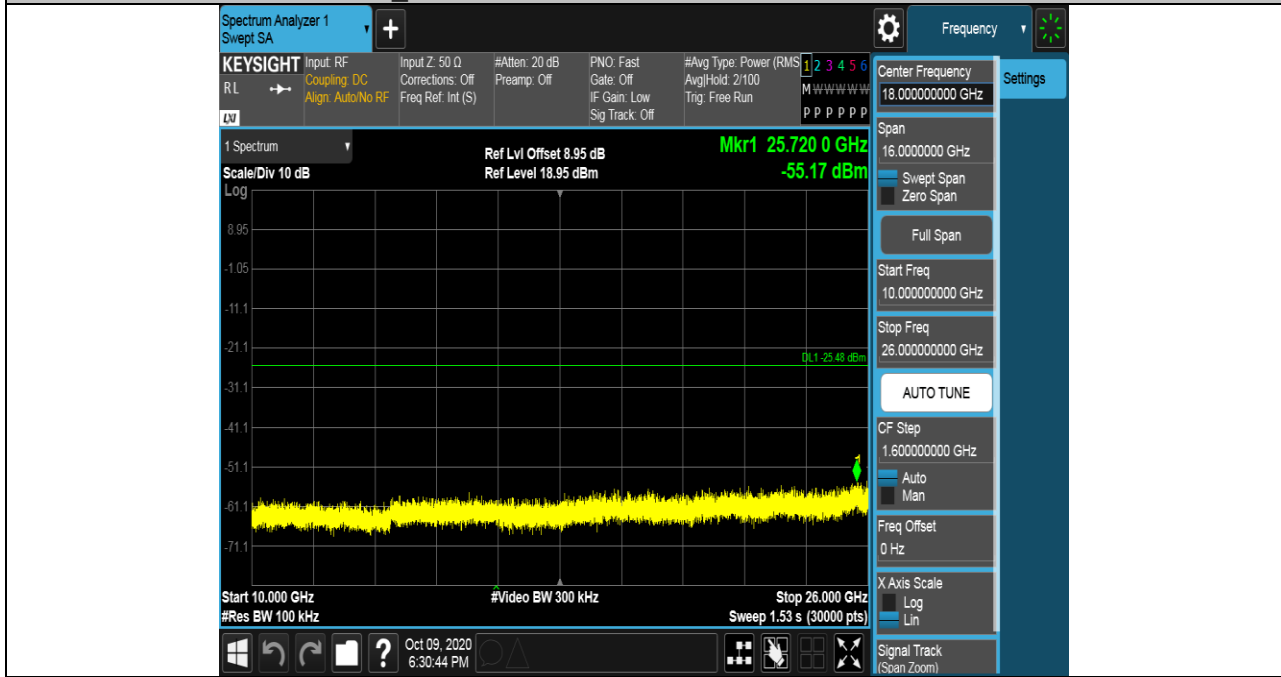 Spectrum Analyzer 1
Swept SA
+
Frequency
KEYSIGHT
RL
LXI
Input: RF
Coupling: DC
Align: Auto/No RF
Input Z: 50 Ω
Corrections: Off
Freq Ref: Int (S)
#Atten: 20 dB
Preamp: Off
PNO: Fast
Gate: Off
IF Gain: Low
Sig Track: Off
#Avg Type: Power (RMS
Avg|Hold: 2/100
Trig: Free Run
1 2 3 4 5 6
M W W W W W
P P P P P P
1 Spectrum
Scale/Div 10 dB
Ref Lvl Offset 8.95 dB
Ref Level 18.95 dBm
Mkr1 25.720 0 GHz
-55.17 dBm
Log
8.95
-1.05
-11.1
-21.1
DL1 -25.48 dBm
-31.1
-41.1
-51.1
1
-61.1
-71.1
Start 10.000 GHz
#Video BW 300 kHz
Stop 26.000 GHz
#Res BW 100 kHz
Sweep 1.53 s (30000 pts)
?
Oct 09, 2020
6:30:44 PM
Center Frequency
18.000000000 GHz
Settings
Span
16.0000000 GHz
Swept Span
Zero Span
Full Span
Start Freq
10.000000000 GHz
Stop Freq
26.000000000 GHz
AUTO TUNE
CF Step
1.600000000 GHz
Auto
Man
Freq Offset
0 Hz
X Axis Scale
Log
Lin
Signal Track
(Span Zoom)